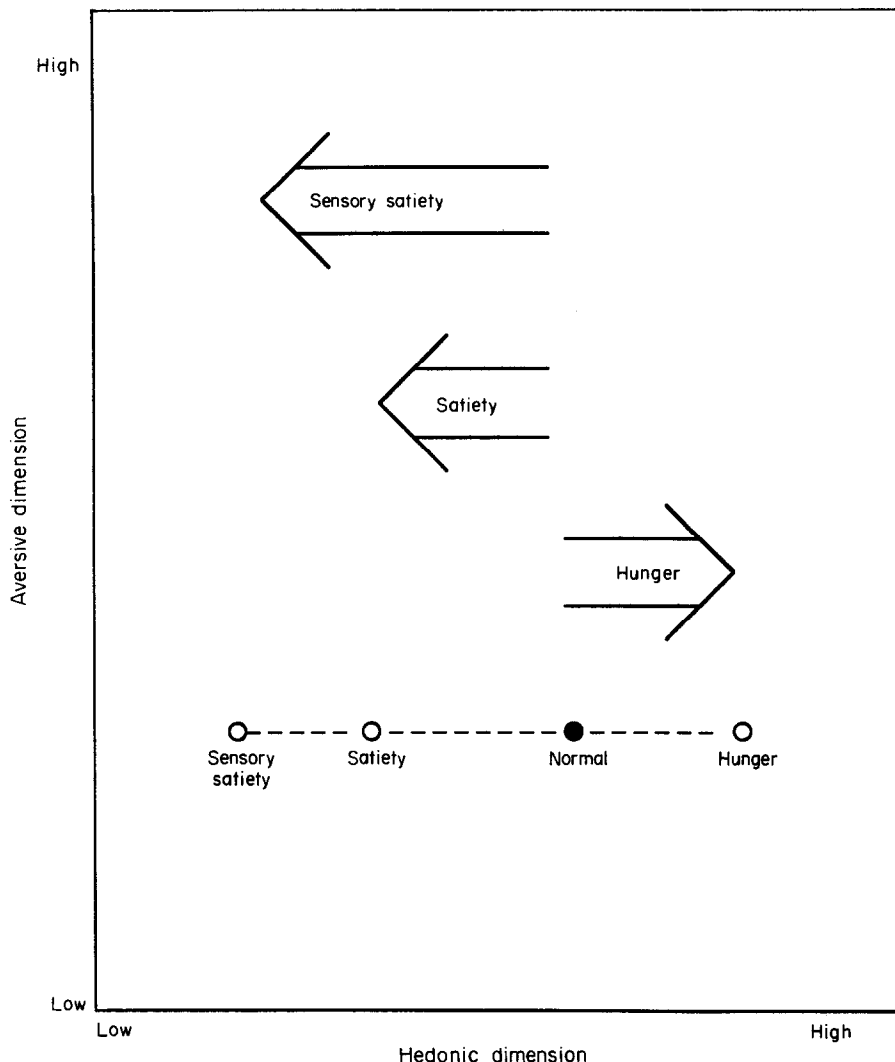 High
Sensory satiety
Satiety
Hunger
Aversive dimension
Sensory
satiety
Satiety
Normal
Hunger
Low
Low
High
Hedonic dimension